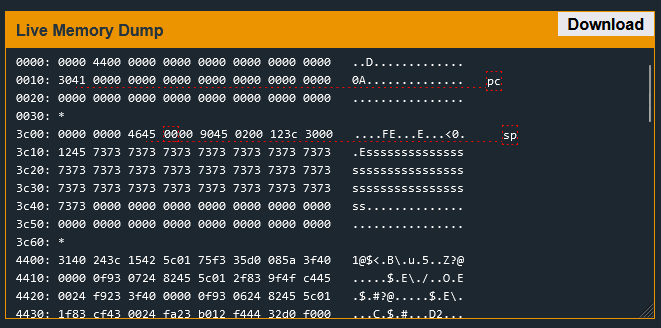 Live Memory Dump
Download
0000: 0000 4400 0000 0000 0000 0000 0000 0000 ..D.............
0010: 3041 0000 0000 0000 0000 0000 0000 0000 0A.............. pc
0020: 0000 0000 0000 0000 0000 0000 0000 0000 ................
0030: *
3c00: 0000 0000 4645 0000 9045 0200 123c 3000 ....FE...E...<0. sp
3c10: 1245 7373 7373 7373 7373 7373 7373 7373 .Essssssssssssss
3c20: 7373 7373 7373 7373 7373 7373 7373 7373 ssssssssssssssss
3c30: 7373 7373 7373 7373 7373 7373 7373 7373 ssssssssssssssss
3c40: 7373 0000 0000 0000 0000 0000 0000 0000 ss..............
3c50: 0000 0000 0000 0000 0000 0000 0000 0000 ................
3c60: *
4400: 3140 243c 1542 5c01 75f3 35d0 085a 3f40 1@$<.B\.u.5..Z?@
4410: 0000 0f93 0724 8245 5c01 2f83 9f4f c445 .....$.E\./..O.E
4420: 0024 f923 3f40 0000 0f93 0624 8245 5c01 .$.#?@.....$.E\.
4430: 1f83 cf43 0024 fa23 b012 f444 32d0 f000 ...C.$.#...D2...